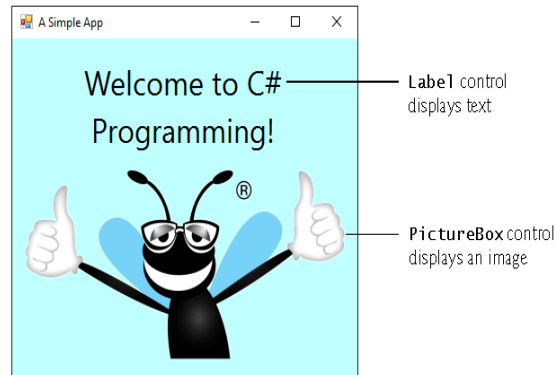 A Simple App
Welcome to C#
Programming!
®
Label control
displays text
PictureBox control
displays an image